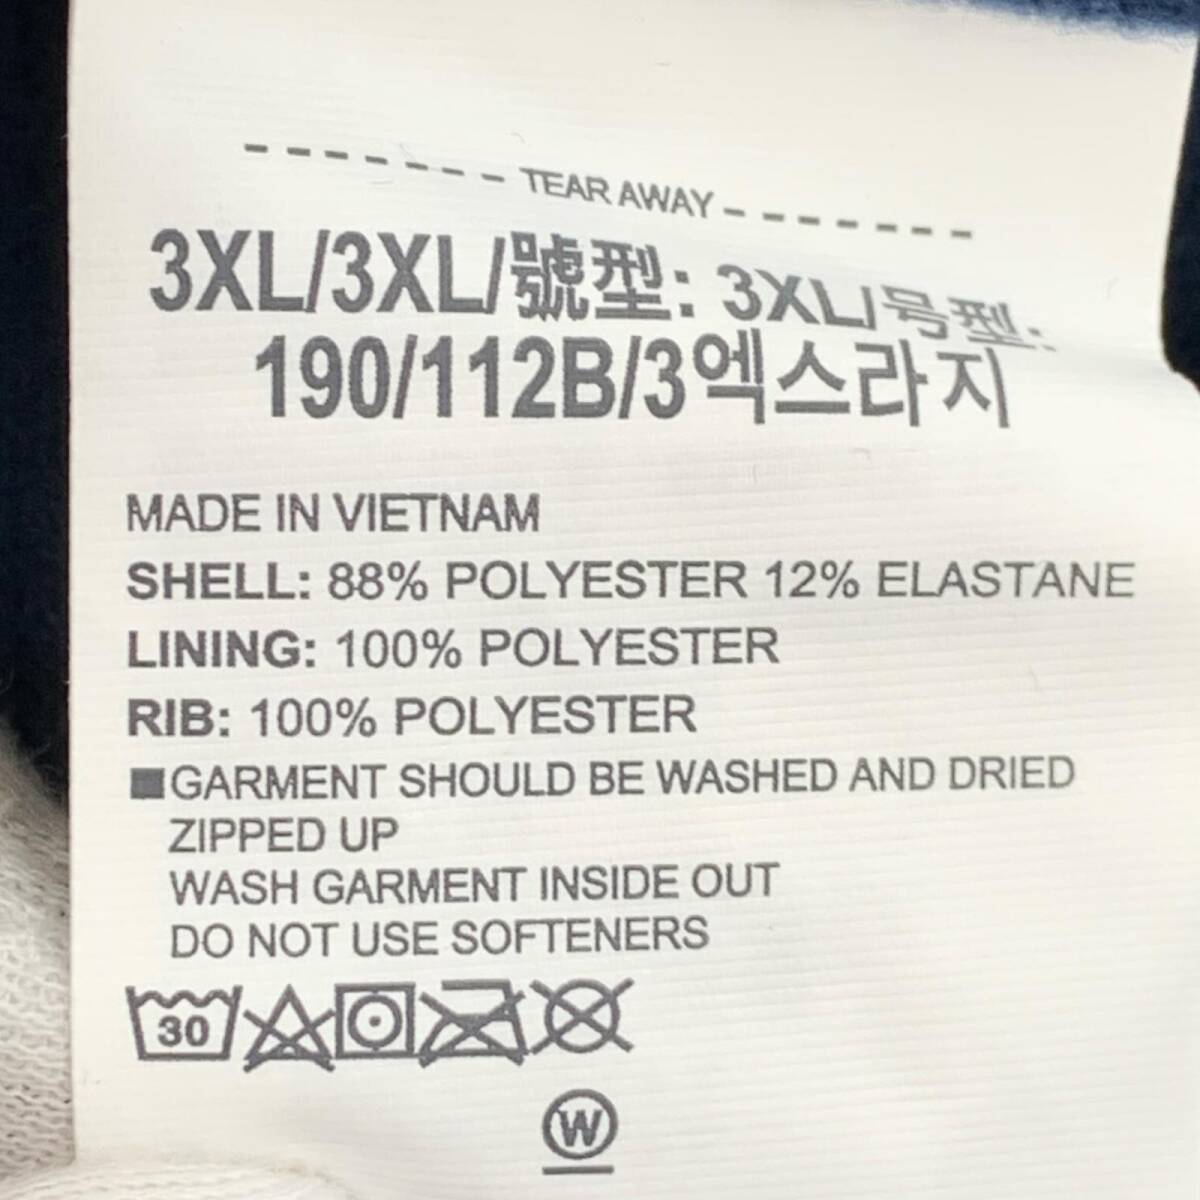 TEAR AWAY
3XL/3XL/號型: 3XL/号型:
190/112B/3엑스라지
MADE IN VIETNAM
SHELL: 88% POLYESTER 12% ELASTANE
LINING: 100% POLYESTER
RIB: 100% POLYESTER
■GARMENT SHOULD BE WASHED AND DRIED
ZIPPED UP
WASH GARMENT INSIDE OUT
DO NOT USE SOFTENERS
30
W